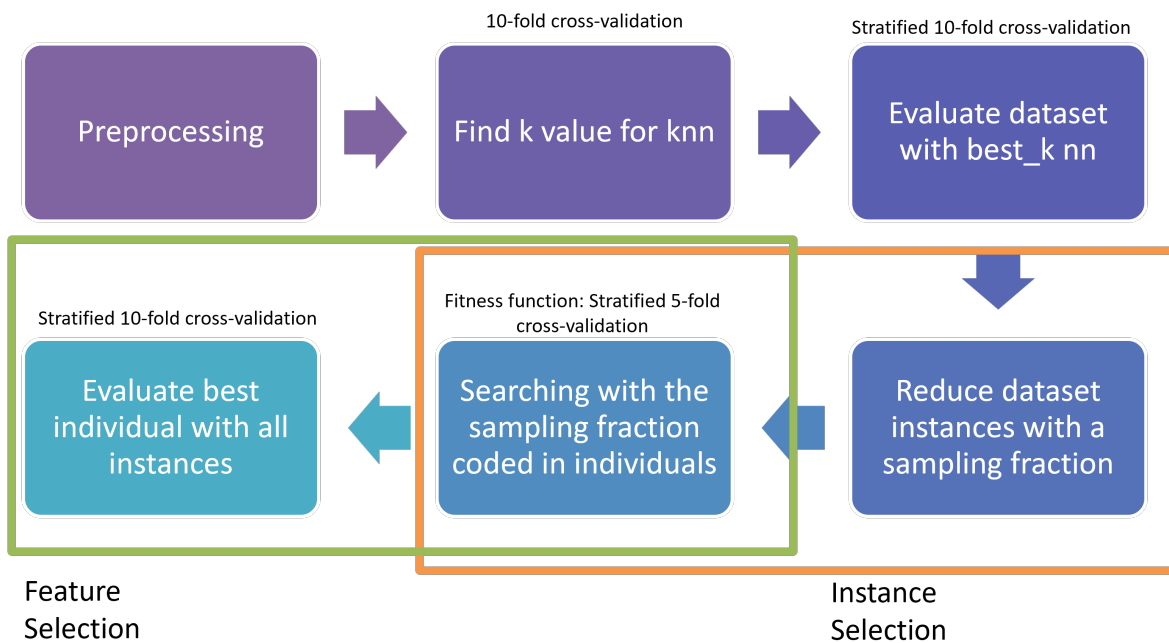 10-fold cross-validation
Stratified 10-fold cross-validation
Preprocessing
Find k value for knn
Evaluate dataset
with best_k nn
Stratified 10-fold cross-validation
Evaluate best
individual with all
instances
Fitness function: Stratified 5-fold
cross-validation
Searching with the
sampling fraction
coded in individuals
Reduce dataset
instances with a
sampling fraction
Feature
Selection
Instance
Selection